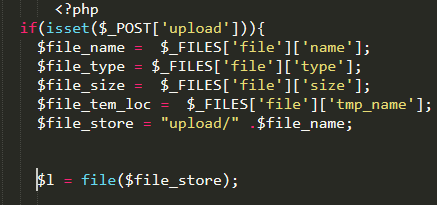 <?php
if(isset($_POST['upload'])){
$file_name =  $_FILES['file']['name'];
$file_type = $_FILES['file']['type'];
$file_size =  $_FILES['file']['size'];
$file_tem_loc =  $_FILES['file']['tmp_name'];
$file_store = "upload/" .$file_name;
$l = file($file_store);